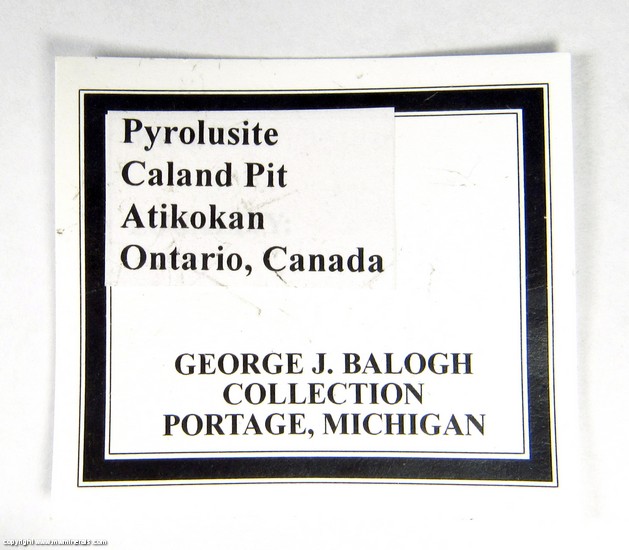 Pyrolusite
Caland Pit
Atikokan
Ontario, Canada
GEORGE J. BALOGH
COLLECTION
PORTAGE, MICHIGAN